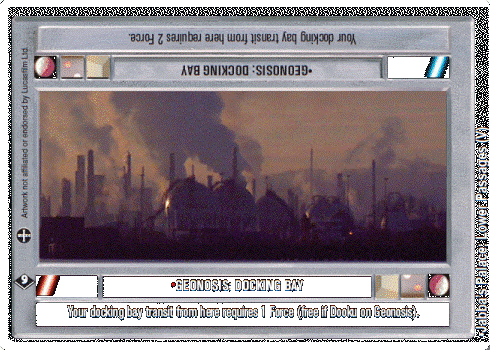 Your docking bay transit from here requires 2 Force.
•GEONOSIS: DOCKING BAY
Artwork not affiliated or endorsed by Lucasfilm Ltd.
9
•GEONOSIS: DOCKING BAY
Your docking bay transit from here requires 1 Force (free if Dooku on Geonosis).